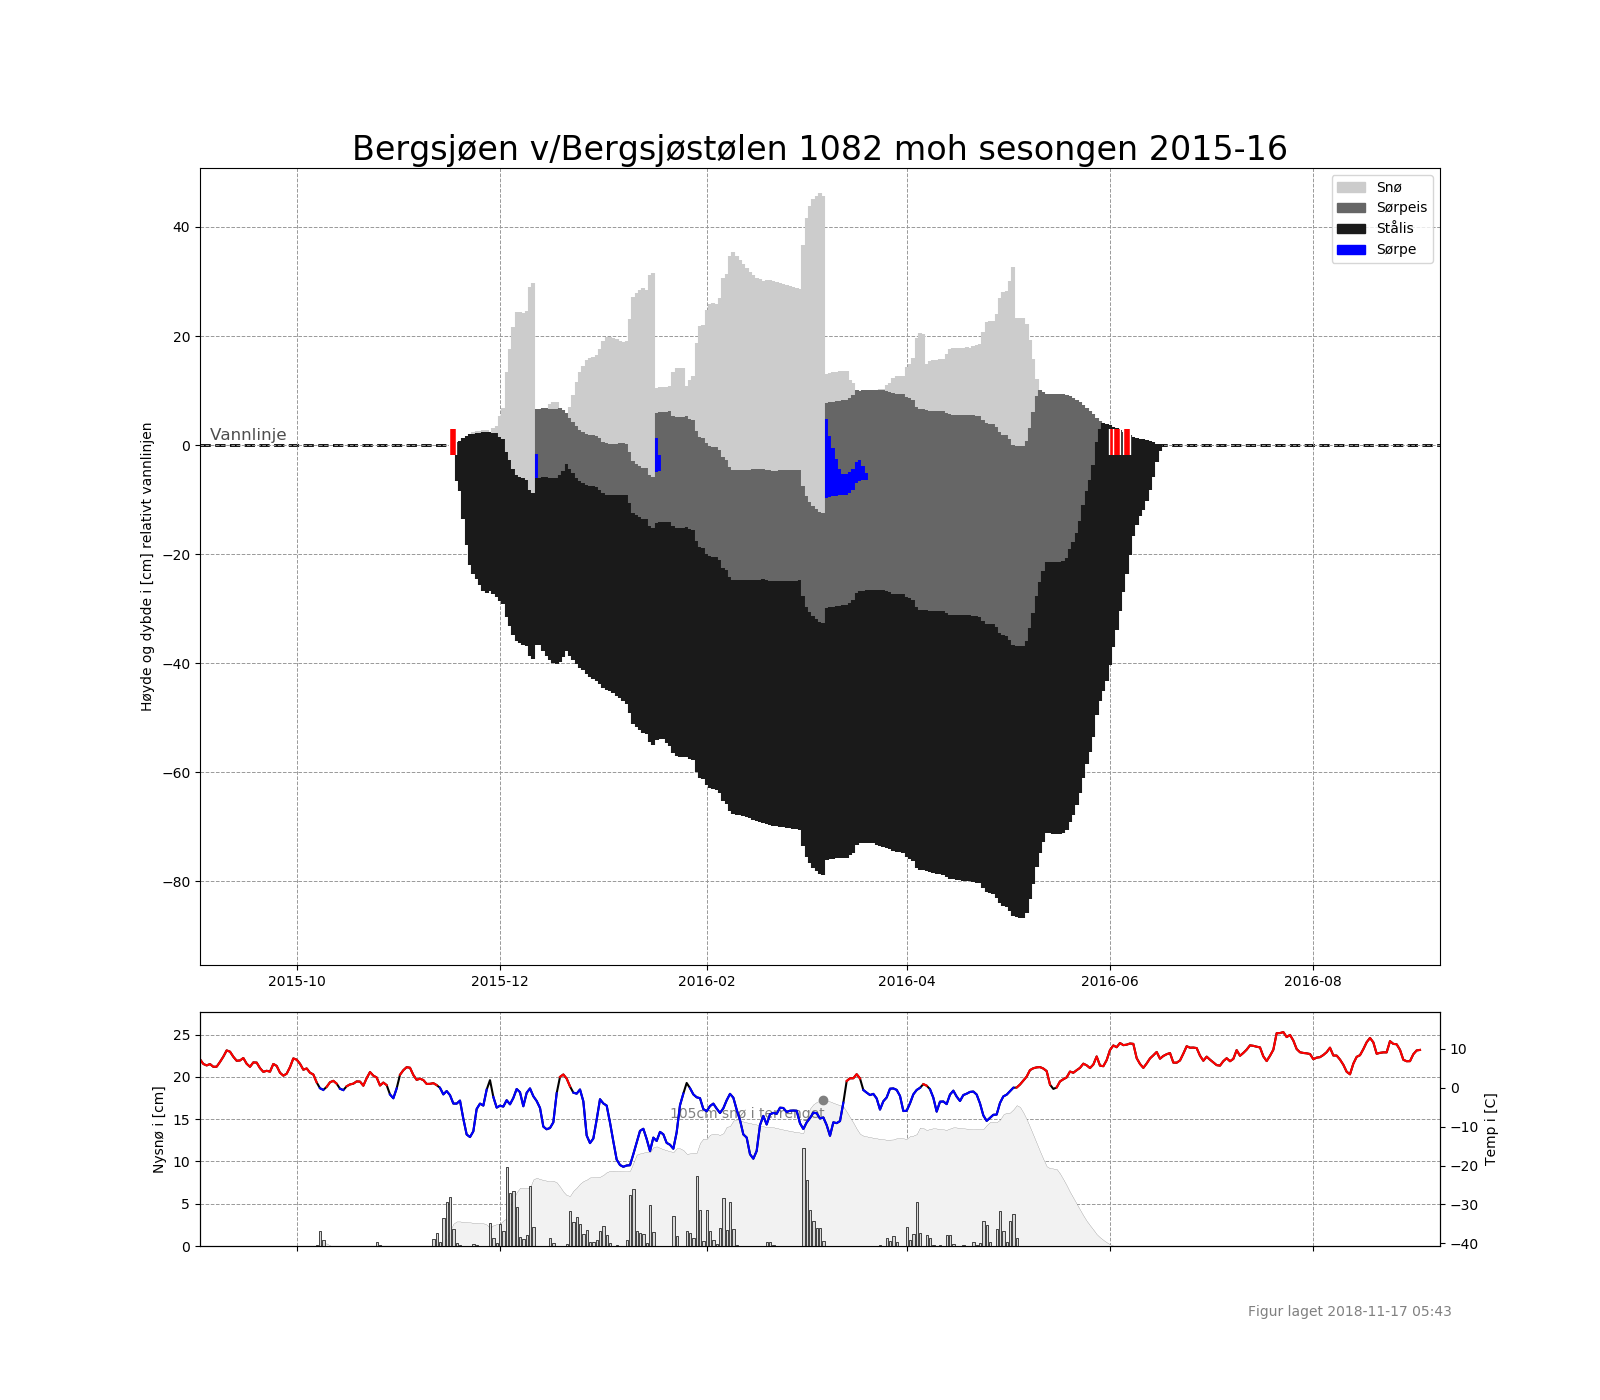 Bergsjøen v/Bergsjøstølen 1082 moh sesongen 2015-16
Snø
Sørpeis
Stålis
Sørpe
Vannlinje
Høyde og dybde i [cm] relativt vannlinjen
40
20
0
−20
−40
−60
−80
2015-10
2015-12
2016-02
2016-04
2016-06
2016-08
Nysnø i [cm]
25
20
15
10
5
0
105cm snø i terrenget
10
0
−10
−20
−30
−40
Temp i [C]
Figur laget 2018-11-17 05:43